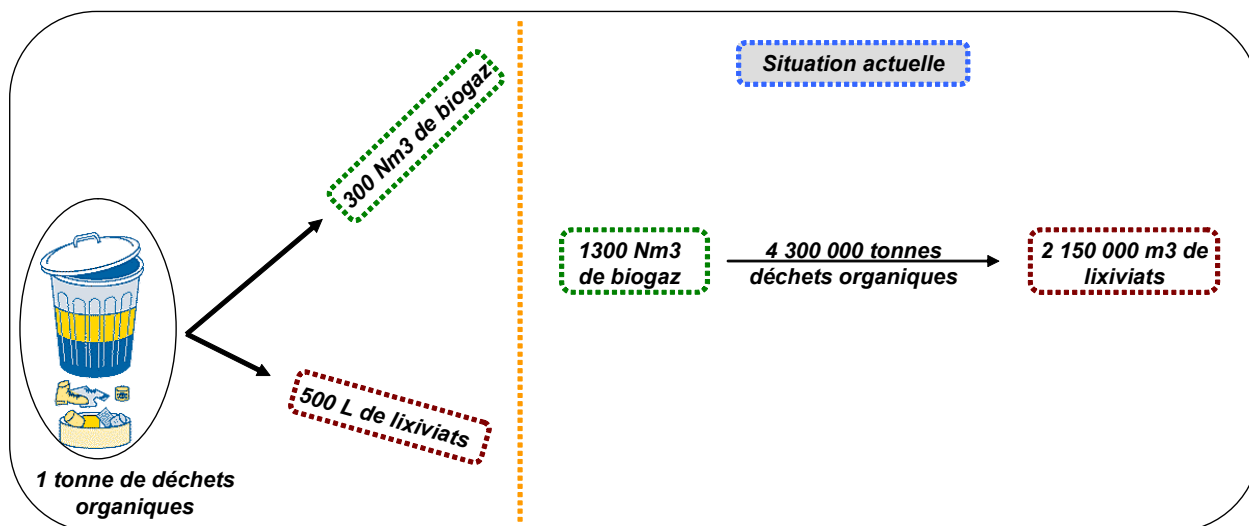 300 Nm3 de biogaz
500 L de lixiviats
1 tonne de déchets
organiques
Situation actuelle
1300 Nm3
de biogaz
4 300 000 tonnes
déchets organiques
2 150 000 m3 de
lixiviats